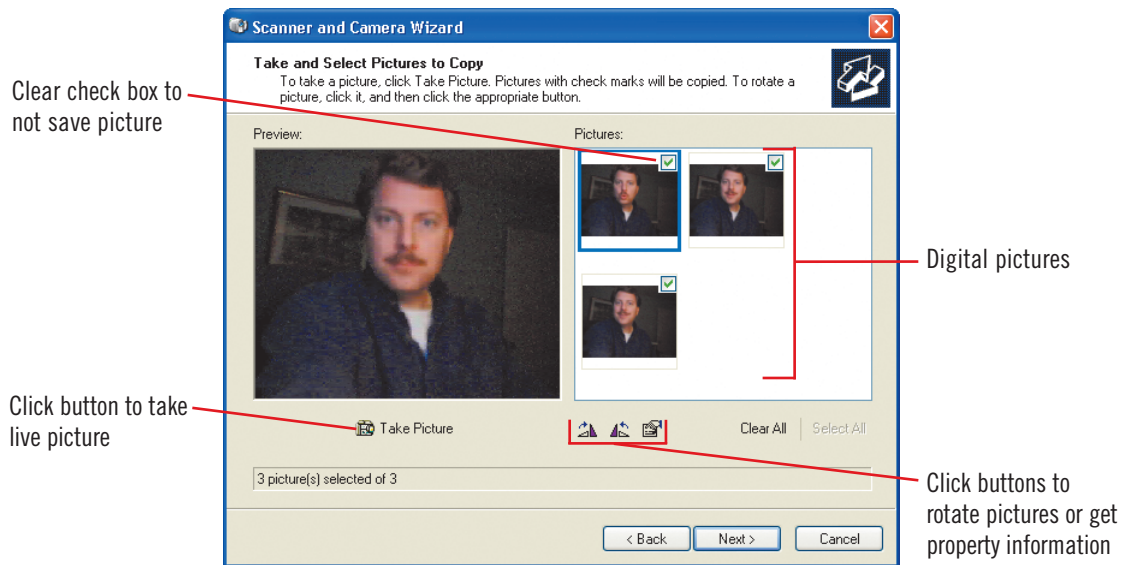 Scanner and Camera Wizard
Take and Select Pictures to Copy
To take a picture, click Take Picture. Pictures with check marks will be copied. To rotate a
picture, click it, and then click the appropriate button.
Clear check box to
not save picture
Preview:
Pictures:
Digital pictures
Click button to take
live picture
Take Picture
Clear All
Select All
3 picture(s) selected of 3
Click buttons to
rotate pictures or get
property information
< Back
Next >
Cancel